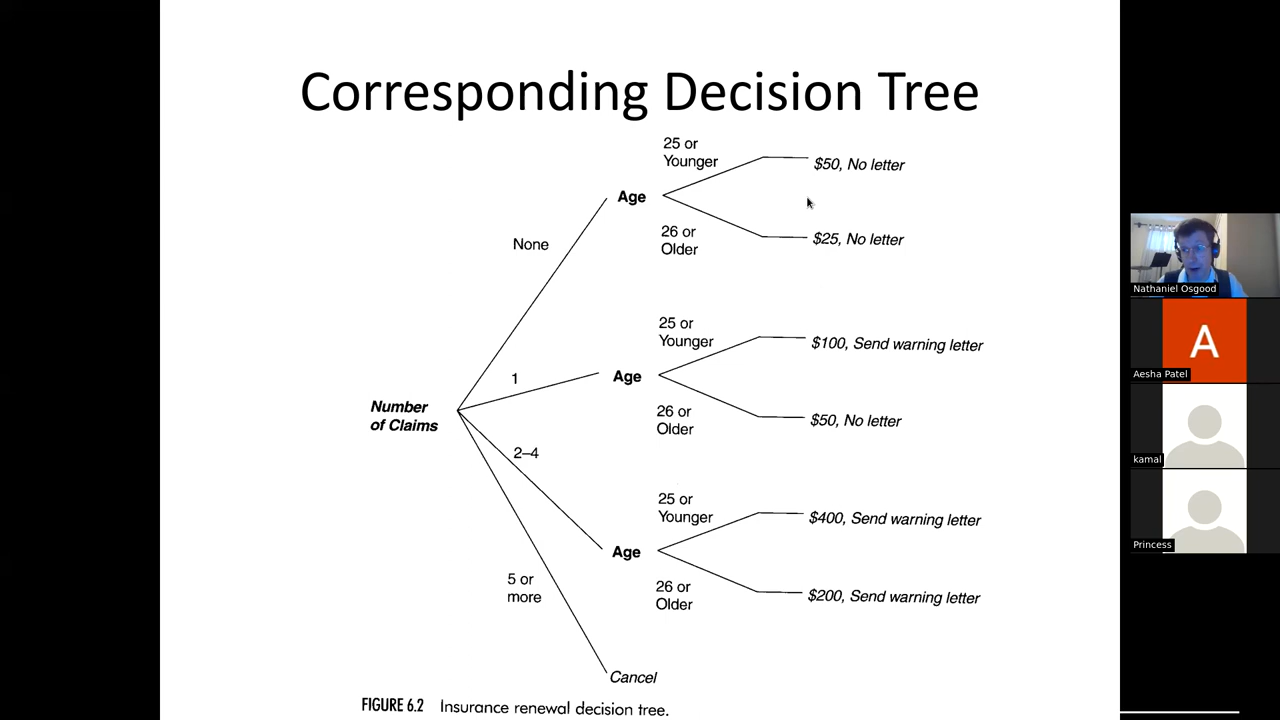 Corresponding Decision Tree
25 or
Younger
$50, No letter
Age
26 or
Older
$25, No letter
None
25 or
Younger
$100, Send warning letter
Age
1
26 or
Older
$50, No letter
Number
of Claims
2–4
25 or
Younger
$400, Send warning letter
Age
26 or
Older
$200, Send warning letter
5 or
more
Cancel
FIGURE 6.2 Insurance renewal decision tree.
Nathaniel Osgood
A
Aesha Patel
kamal
Princess